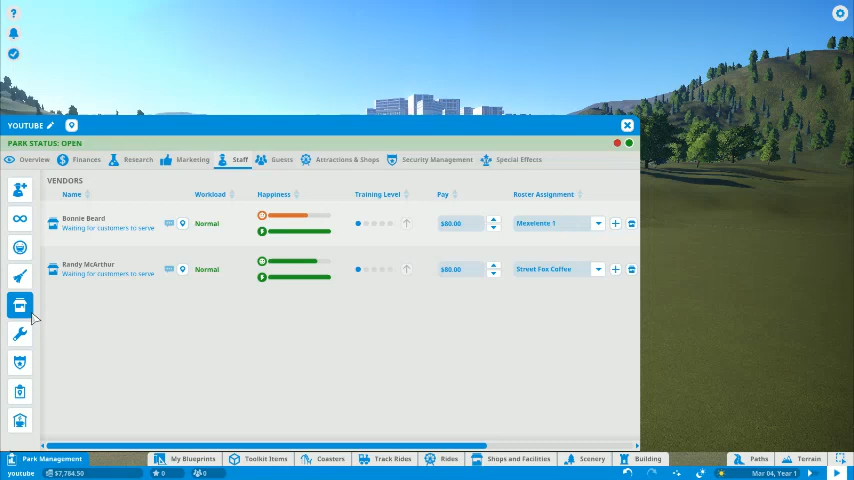 ?
YOUTUBE
PARK STATUS: OPEN
Overview Finances Research Marketing Staff Guests Attractions & Shops Security Management Special Effects
VENDORS
Name Workload Happiness Training Level Pay Roster Assignment
Bonnie Beard
Waiting for customers to serve
Normal
$80.00
Mexelente 1
Randy McArthur
Waiting for customers to serve
Normal
$80.00
Street Fox Coffee
Park Management My Blueprints Toolkit Items Coasters Track Rides Rides Shops and Facilities Scenery Building Paths Terrain
youtube $7,784.50 0 0 Mar 04, Year 1